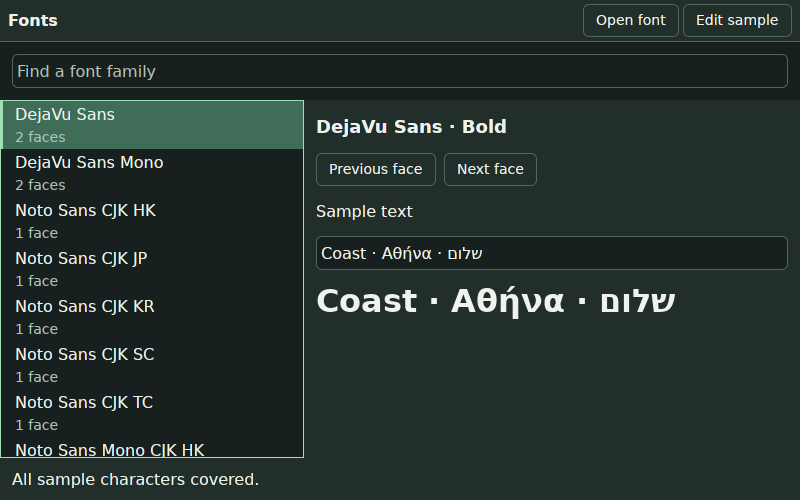 Fonts
Open font
Edit sample
Find a font family
DejaVu Sans
2 faces
DejaVu Sans Mono
2 faces
Noto Sans CJK HK
1 face
Noto Sans CJK JP
1 face
Noto Sans CJK KR
1 face
Noto Sans CJK SC
1 face
Noto Sans CJK TC
1 face
Noto Sans Mono CJK HK
DejaVu Sans · Bold
Previous face
Next face
Sample text
Coast · Αθήνα · שלום
Coast · Αθήνα · שלום
All sample characters covered.